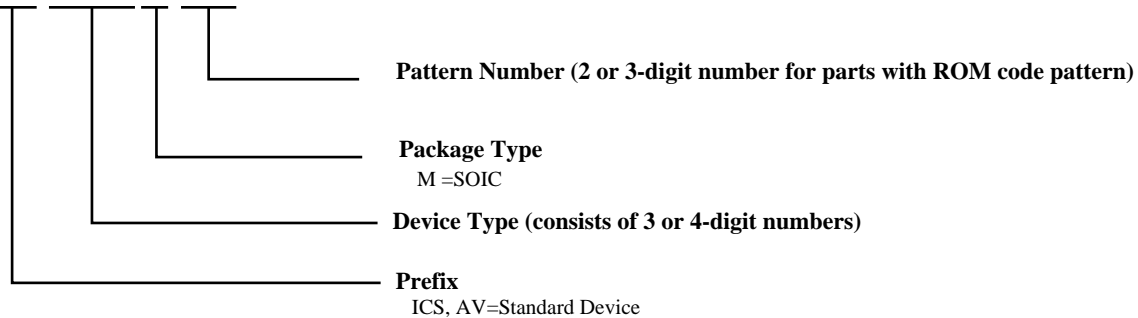 Pattern Number (2 or 3-digit number for parts with ROM code pattern)
Package Type
M =SOIC
Device Type (consists of 3 or 4-digit numbers)
Prefix
ICS, AV=Standard Device